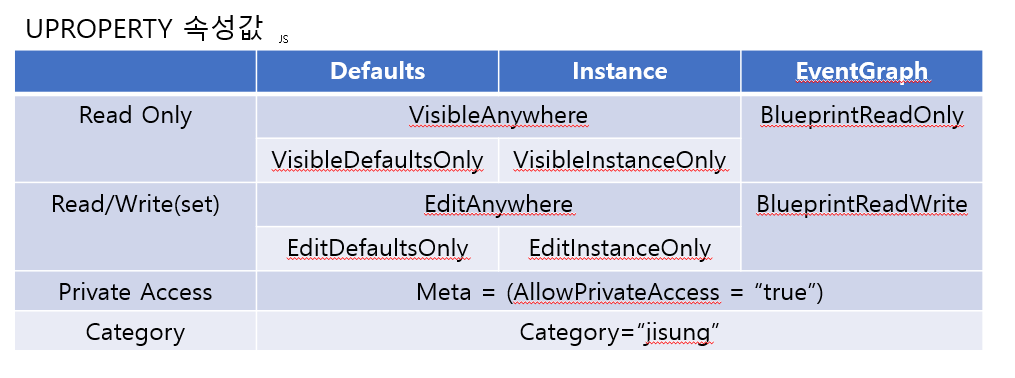 UPROPERTY 속성값 JS
Defaults Instance EventGraph
Read Only VisibleAnywhere BlueprintReadOnly
VisibleDefaultsOnly VisibleInstanceOnly
Read/Write(set) EditAnywhere BlueprintReadWrite
EditDefaultsOnly EditInstanceOnly
Private Access Meta = (AllowPrivateAccess = “true”)
Category Category=“jisung”